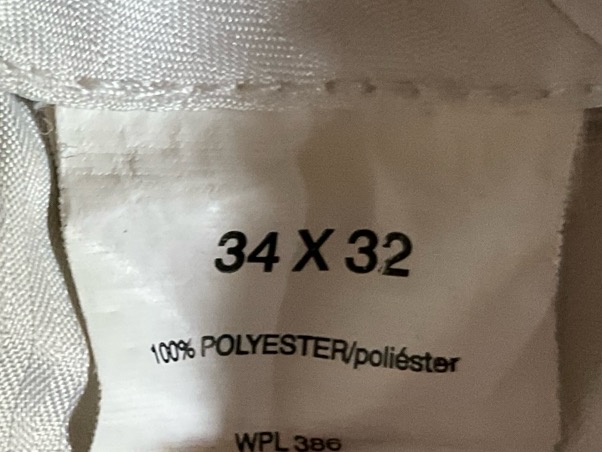 34 X 32
100% POLYESTER/poliéster
WPL 386